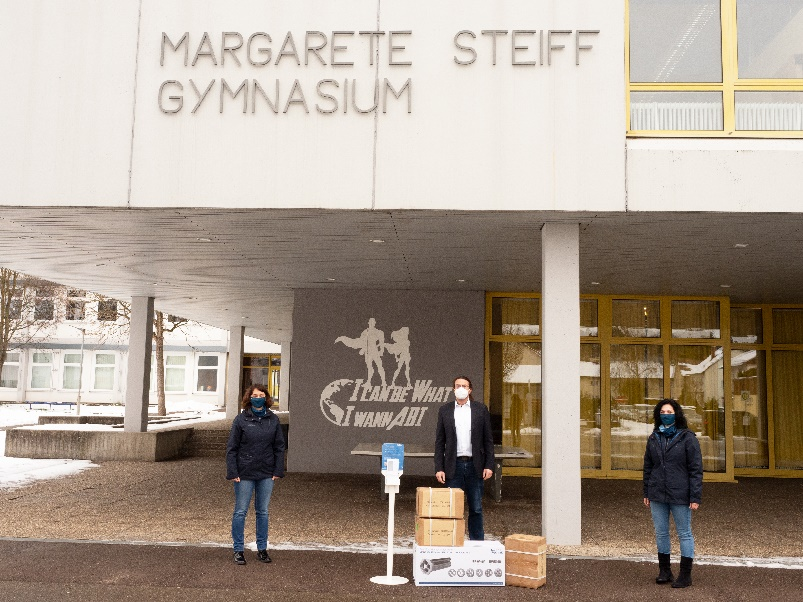 MARGARETE STEIFF
GYMNASIUM
I CAN BE WHAT
I WANNABI